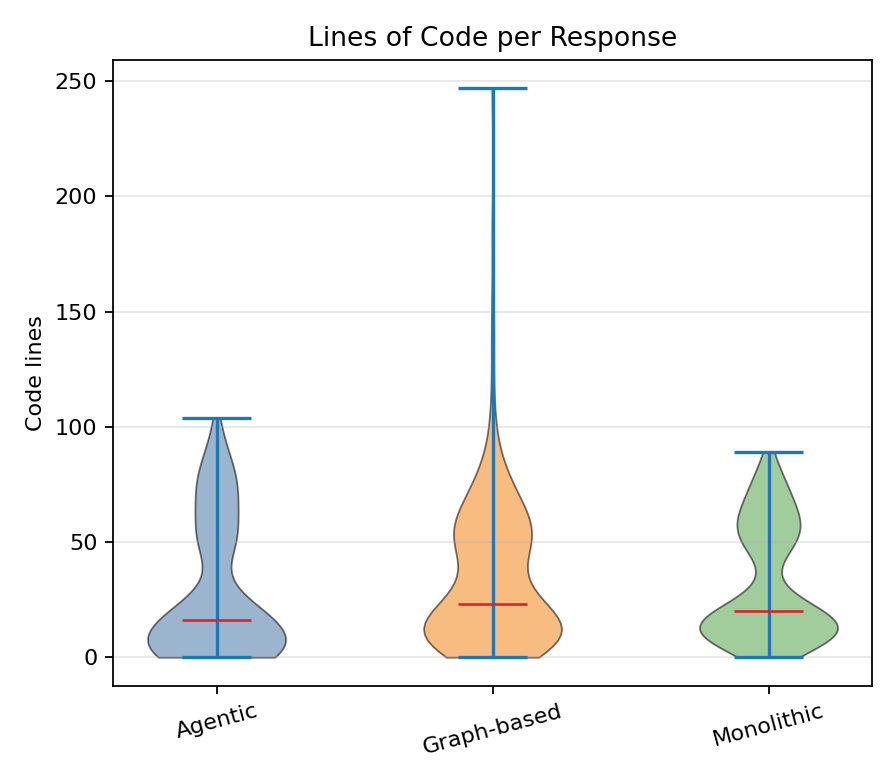 Lines of Code per Response
Code lines
250
200
150
100
50
0
Agentic
Graph-based
Monolithic